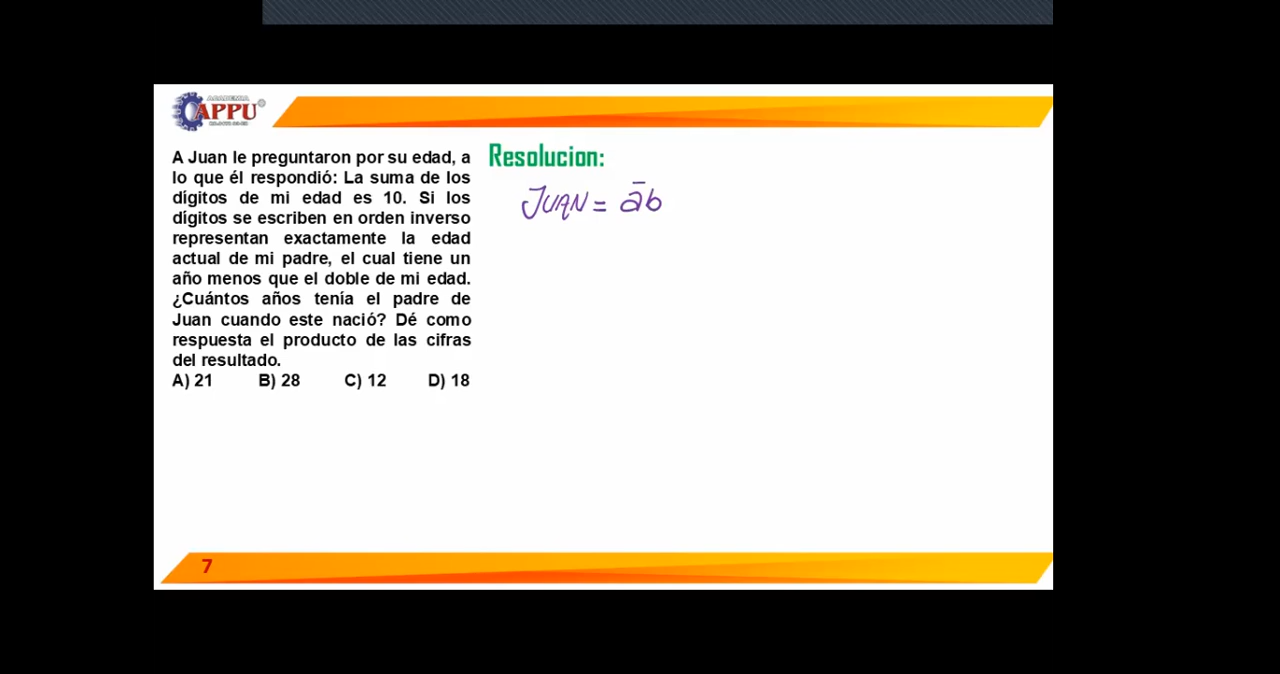 ACADEMIA
APPU
A Juan le preguntaron por su edad, a
lo que él respondió: La suma de los
dígitos de mi edad es 10. Si los
dígitos se escriben en orden inverso
representan exactamente la edad
actual de mi padre, el cual tiene un
año menos que el doble de mi edad.
¿Cuántos años tenía el padre de
Juan cuando este nació? Dé como
respuesta el producto de las cifras
del resultado.
A) 21 B) 28 C) 12 D) 18
Resolucion:
JUAN = a̅b
7